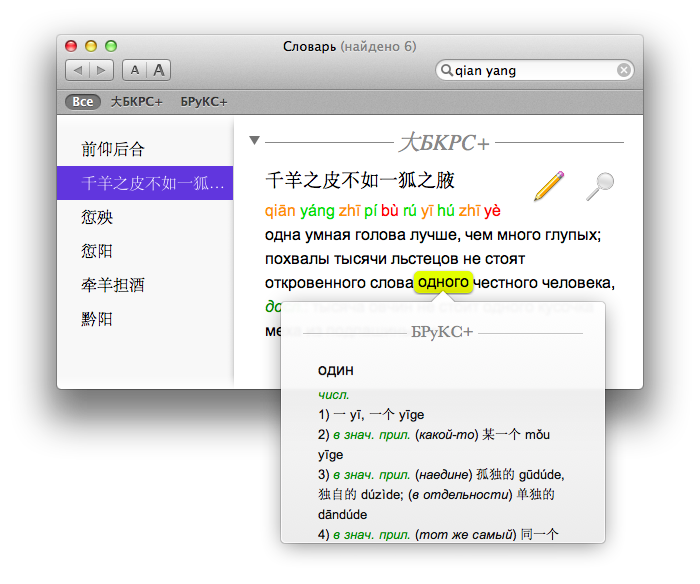 Словарь (найдено 6)
A A
qian yang
Все 大БКРС+ БРуКС+
前仰后合
千羊之皮不如一狐…
愆殃
愆阳
牵羊担酒
黔阳
大БКРС+
千羊之皮不如一狐之腋
qiān yáng zhī pí bù rú yī hú zhī yè
одна умная голова лучше, чем много глупых;
похвалы тысячи льстецов не стоят
откровенного слова одного честного человека,
БРуКС+
один
числ.
1) 一 yī, 一个 yīge
2) в знач. прил. (какой-то) 某一个 mǒu
yīge
3) в знач. прил. (наедине) 孤独的 gūdúde,
独自的 dúzìde; (в отдельности) 单独的
dāndúde
4) в знач. прил. (тот же самый) 同一个